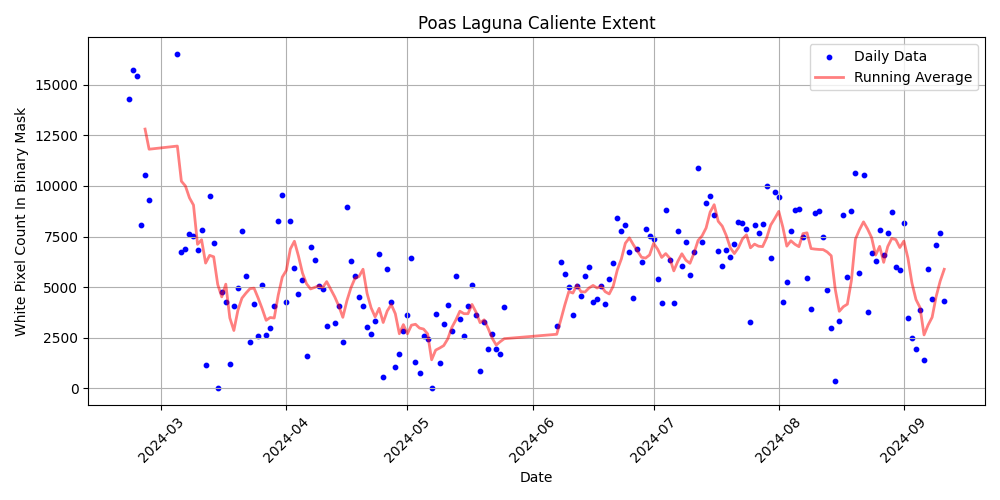 Poas Laguna Caliente Extent
White Pixel Count In Binary Mask
15000
12500
10000
7500
5000
2500
0
Daily Data
Running Average
2024-03
2024-04
2024-05
2024-06
2024-07
2024-08
2024-09
Date